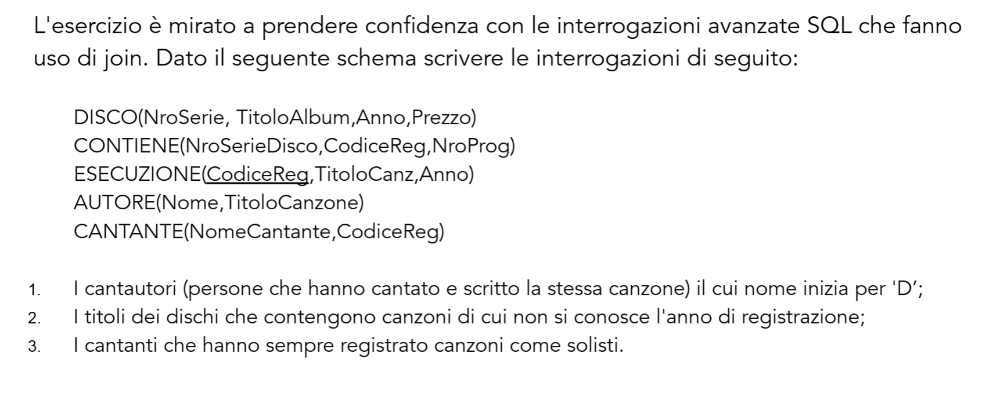 L'esercizio è mirato a prendere confidenza con le interrogazioni avanzate SQL che fanno
uso di join. Dato il seguente schema scrivere le interrogazioni di seguito:
DISCO(NroSerie, TitoloAlbum,Anno,Prezzo)
CONTIENE(NroSerieDisco,CodiceReg,NroProg)
ESECUZIONE(CodiceReg,TitoloCanz,Anno)
AUTORE(Nome,TitoloCanzone)
CANTANTE(NomeCantante,CodiceReg)
1. I cantautori (persone che hanno cantato e scritto la stessa canzone) il cui nome inizia per 'D’;
2. I titoli dei dischi che contengono canzoni di cui non si conosce l'anno di registrazione;
3. I cantanti che hanno sempre registrato canzoni come solisti.